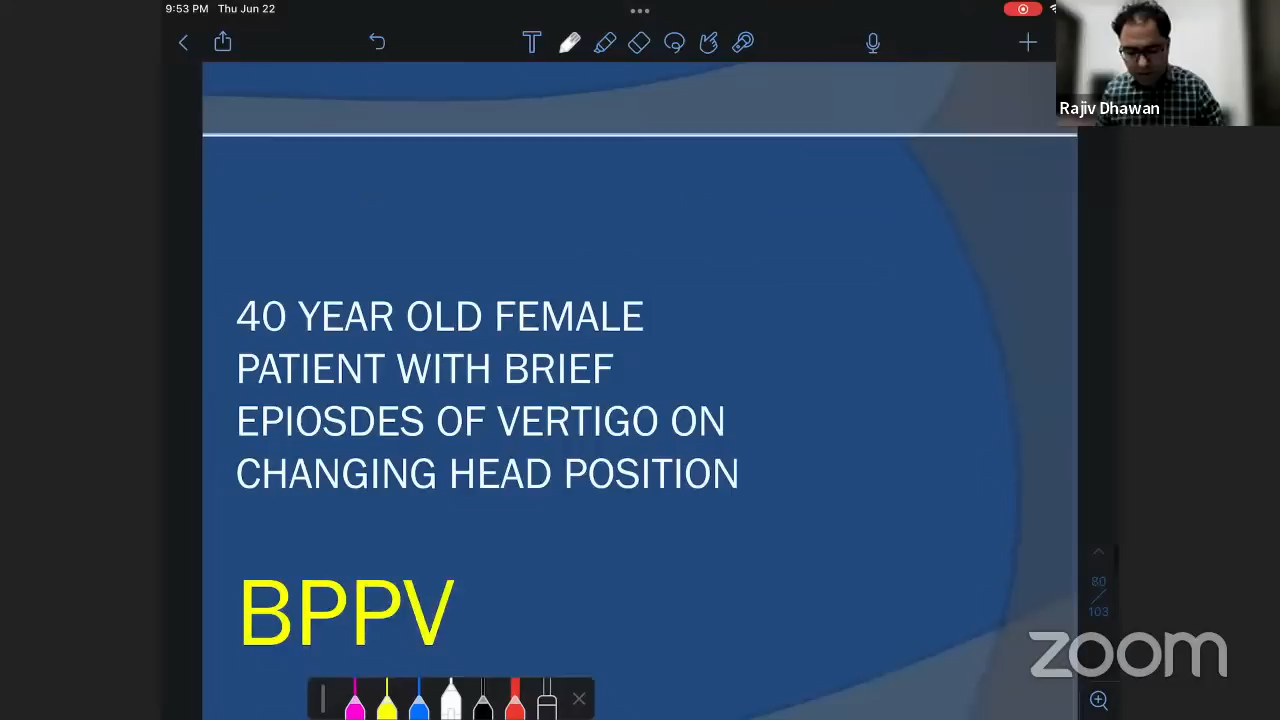 9:53 PM Thu Jun 22
T
Rajiv Dhawan
40 YEAR OLD FEMALE
PATIENT WITH BRIEF
EPIOSDES OF VERTIGO ON
CHANGING HEAD POSITION
BPPV
80
103
zoom